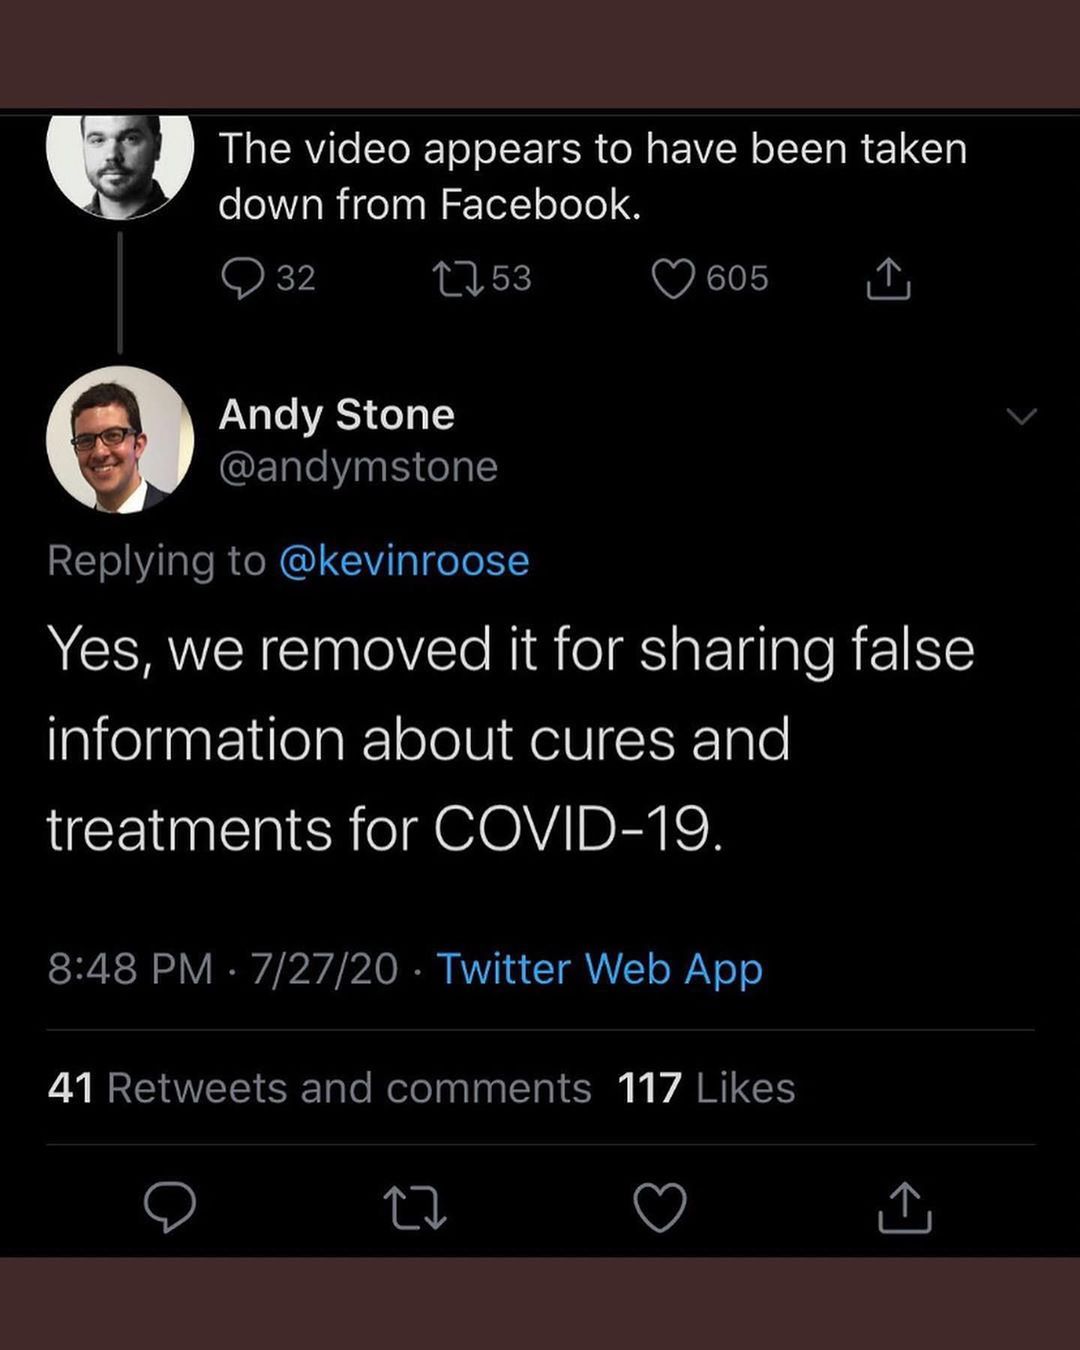 The video appears to have been taken
down from Facebook.
32 53 605
Andy Stone
@andymstone
Replying to @kevinroose
Yes, we removed it for sharing false
information about cures and
treatments for COVID-19.
8:48 PM · 7/27/20 · Twitter Web App
41 Retweets and comments 117 Likes